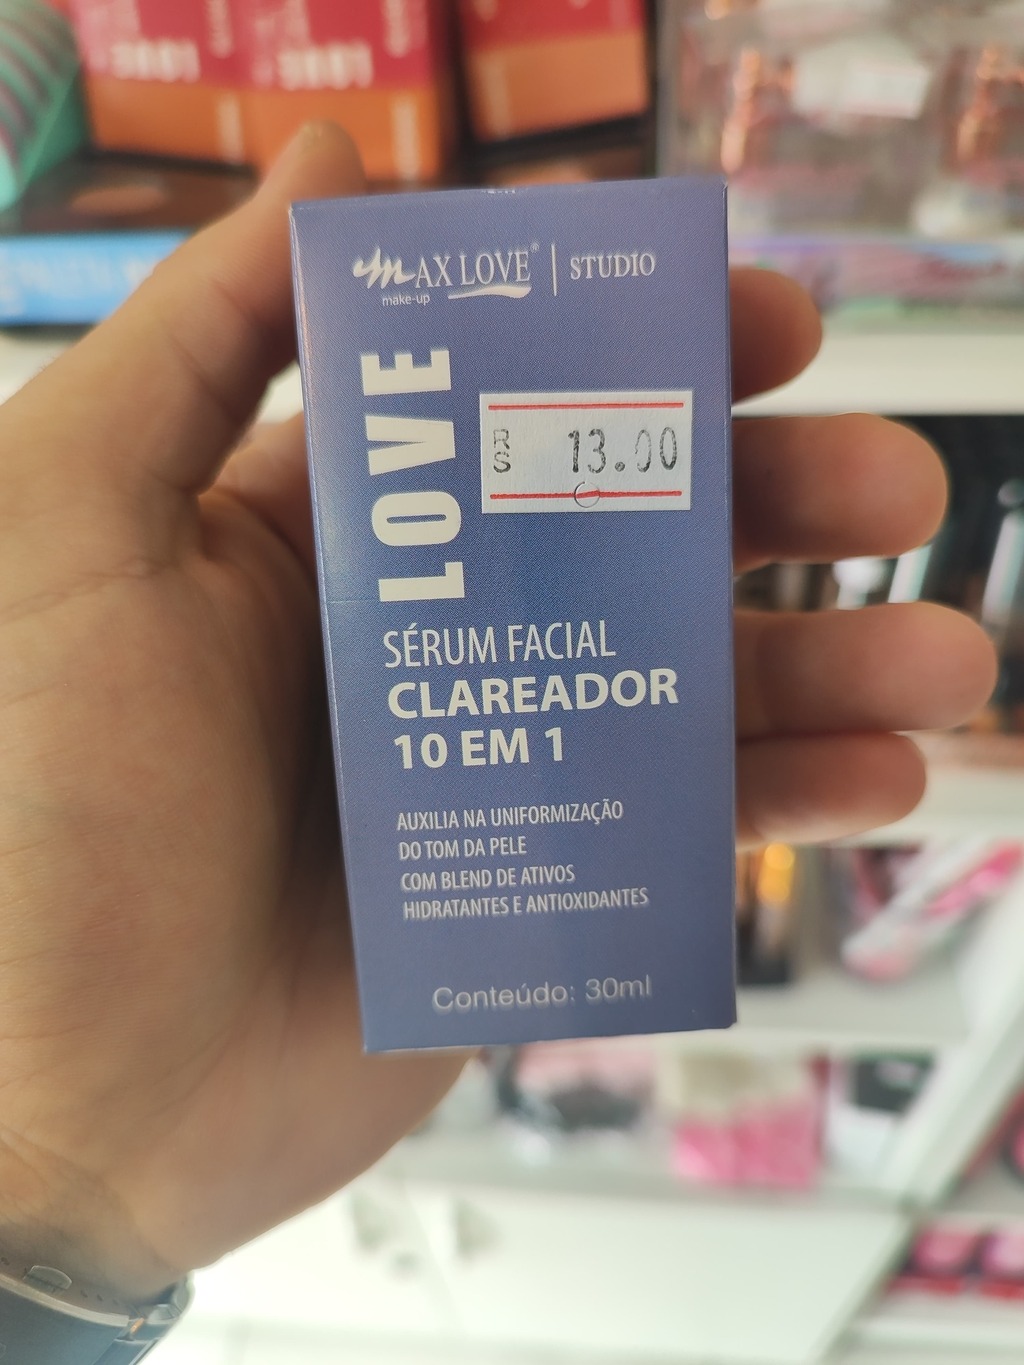 MAX LOVE® | STUDIO
make-up
LOVE
R$ 13.00
SÉRUM FACIAL
CLAREADOR
10 EM 1
AUXILIA NA UNIFORMIZAÇÃO
DO TOM DA PELE
COM BLEND DE ATIVOS
HIDRATANTES E ANTIOXIDANTES
Conteúdo: 30ml